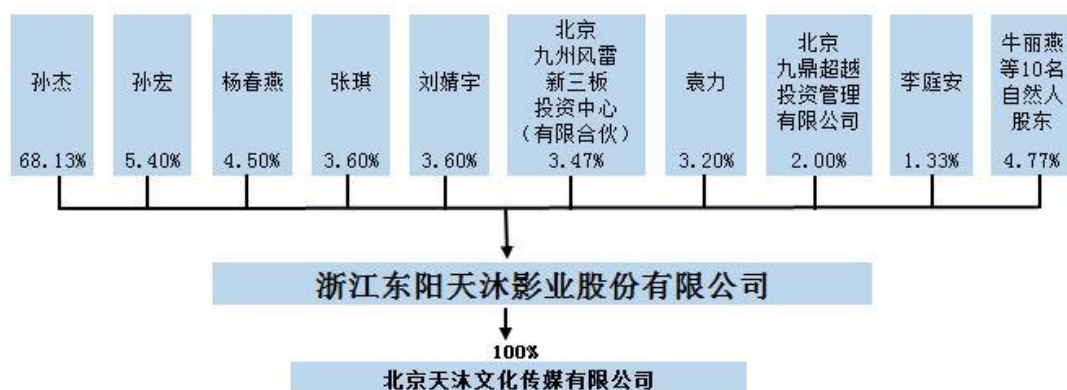 孙杰
68.13%
孙宏
5.40%
杨春燕
4.50%
张琪
3.60%
刘婧宇
3.60%
北京
九州风雷
新三板
投资中心
（有限合伙）
3.47%
袁力
3.20%
北京
九鼎超越
投资管理
有限公司
2.00%
李庭安
1.33%
牛丽燕
等10名
自然人
股东
4.77%
浙江东阳天沐影业股份有限公司
100%
北京天沐文化传媒有限公司